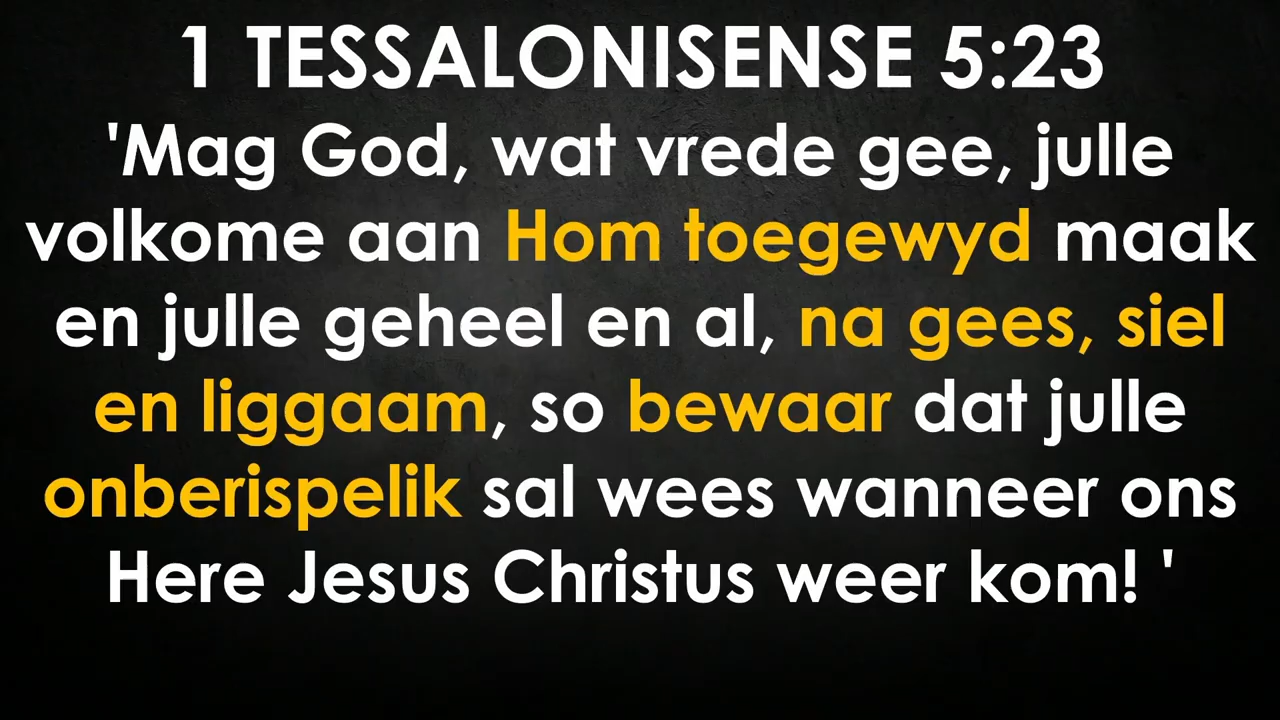 1 TESSALONISENSE 5:23
'Mag God, wat vrede gee, julle
volkome aan Hom toegewyd maak
en julle geheel en al, na gees, siel
en liggaam, so bewaar dat julle
onberispelik sal wees wanneer ons
Here Jesus Christus weer kom! '